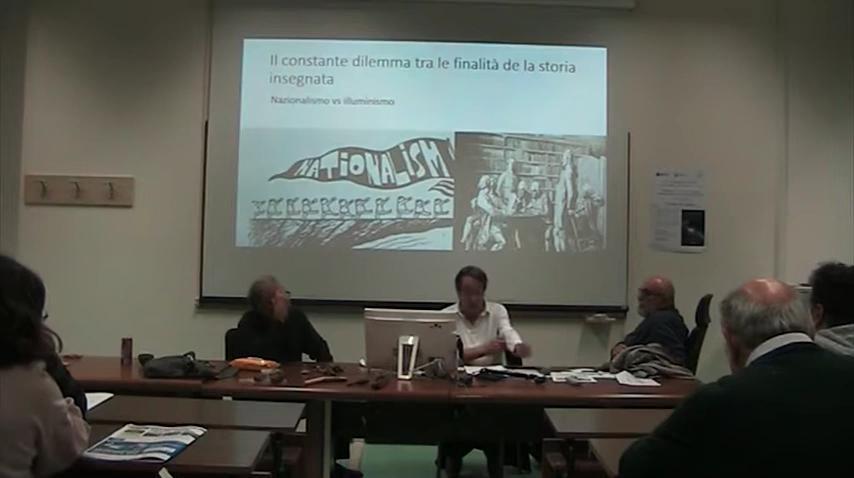 Il constante dilemma tra le finalità de la storia
insegnata
Nazionalismo vs illuminismo
NATIONALISM